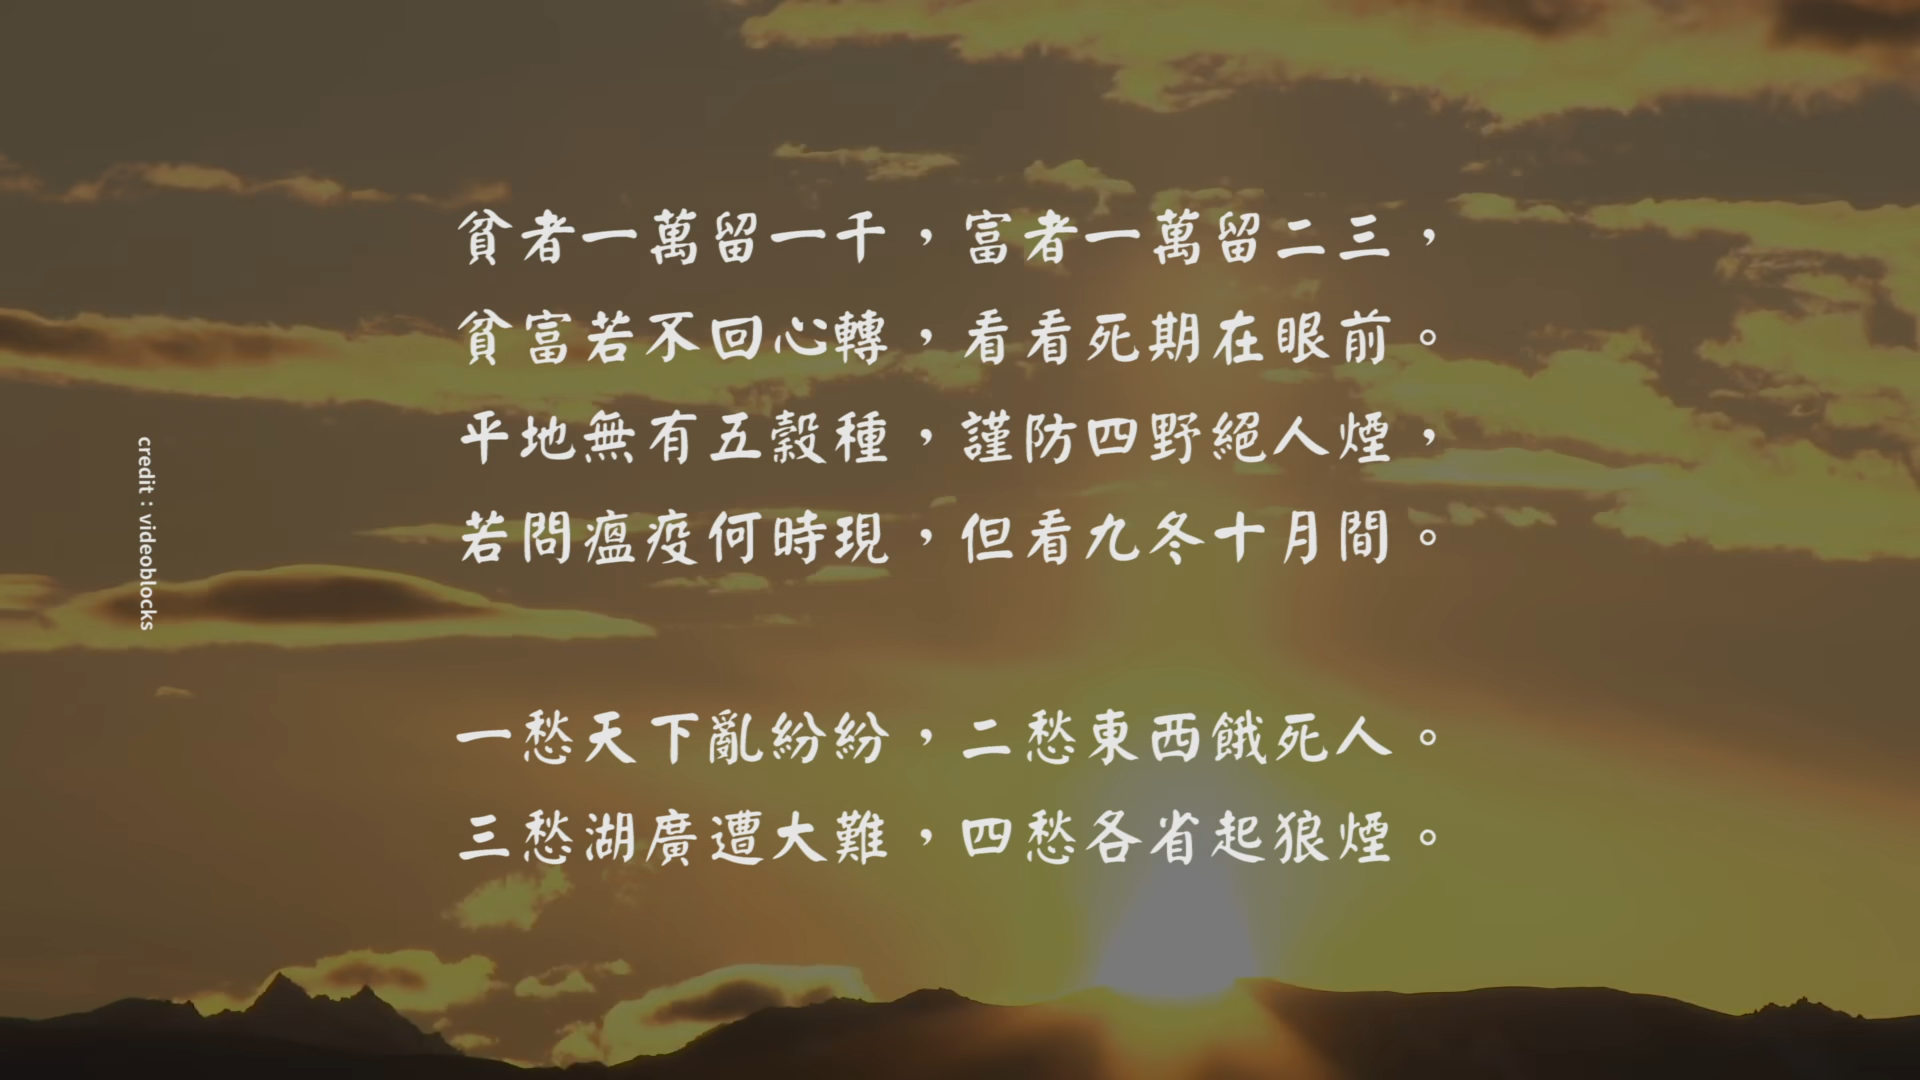 貧者一萬留一千，富者一萬留二三，
貧富若不回心轉，看看死期在眼前。
平地無有五穀種，謹防四野絕人煙，
若問瘟疫何時現，但看九冬十月間。
一愁天下亂紛紛，二愁東西餓死人。
三愁湖廣遭大難，四愁各省起狼煙。
credit：videoblocks